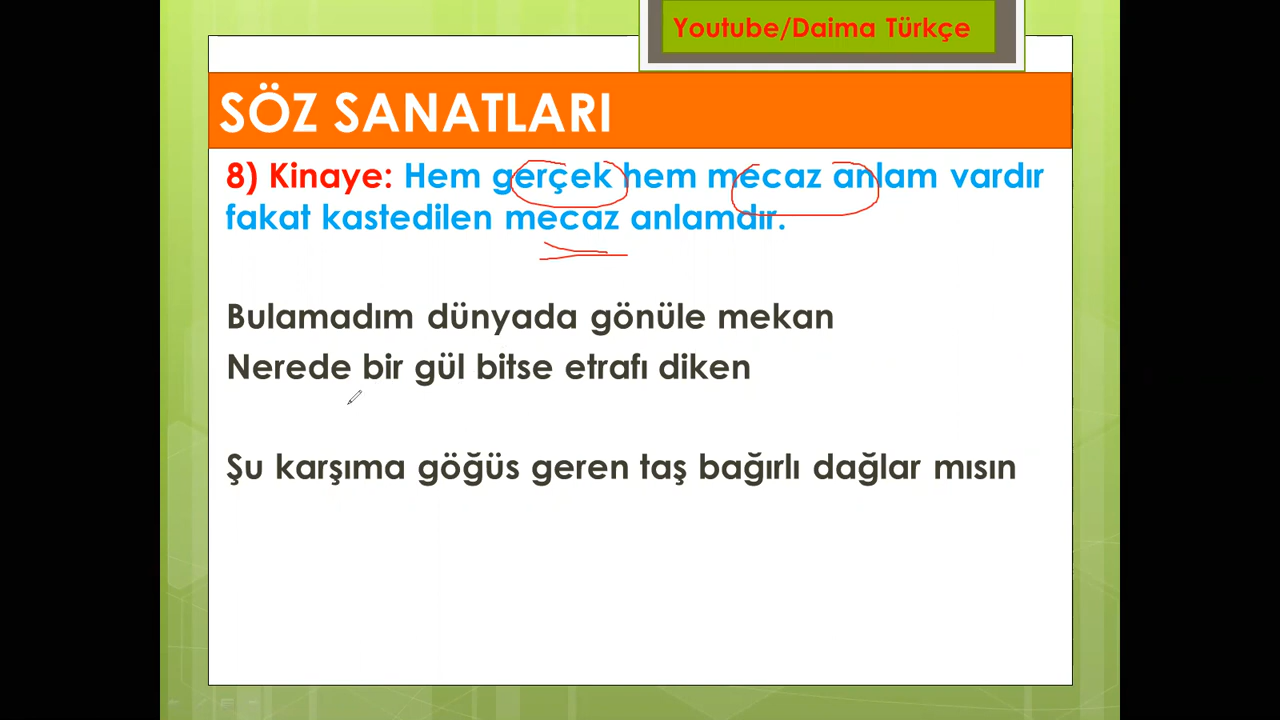 Youtube/Daima Türkçe
SÖZ SANATLARI
8) Kinaye: Hem gerçek hem mecaz anlam vardır
fakat kastedilen mecaz anlamdır.
Bulamadım dünyada gönüle mekan
Nerede bir gül bitse etrafı diken
Şu karşıma göğüs geren taş bağırlı dağlar mısın